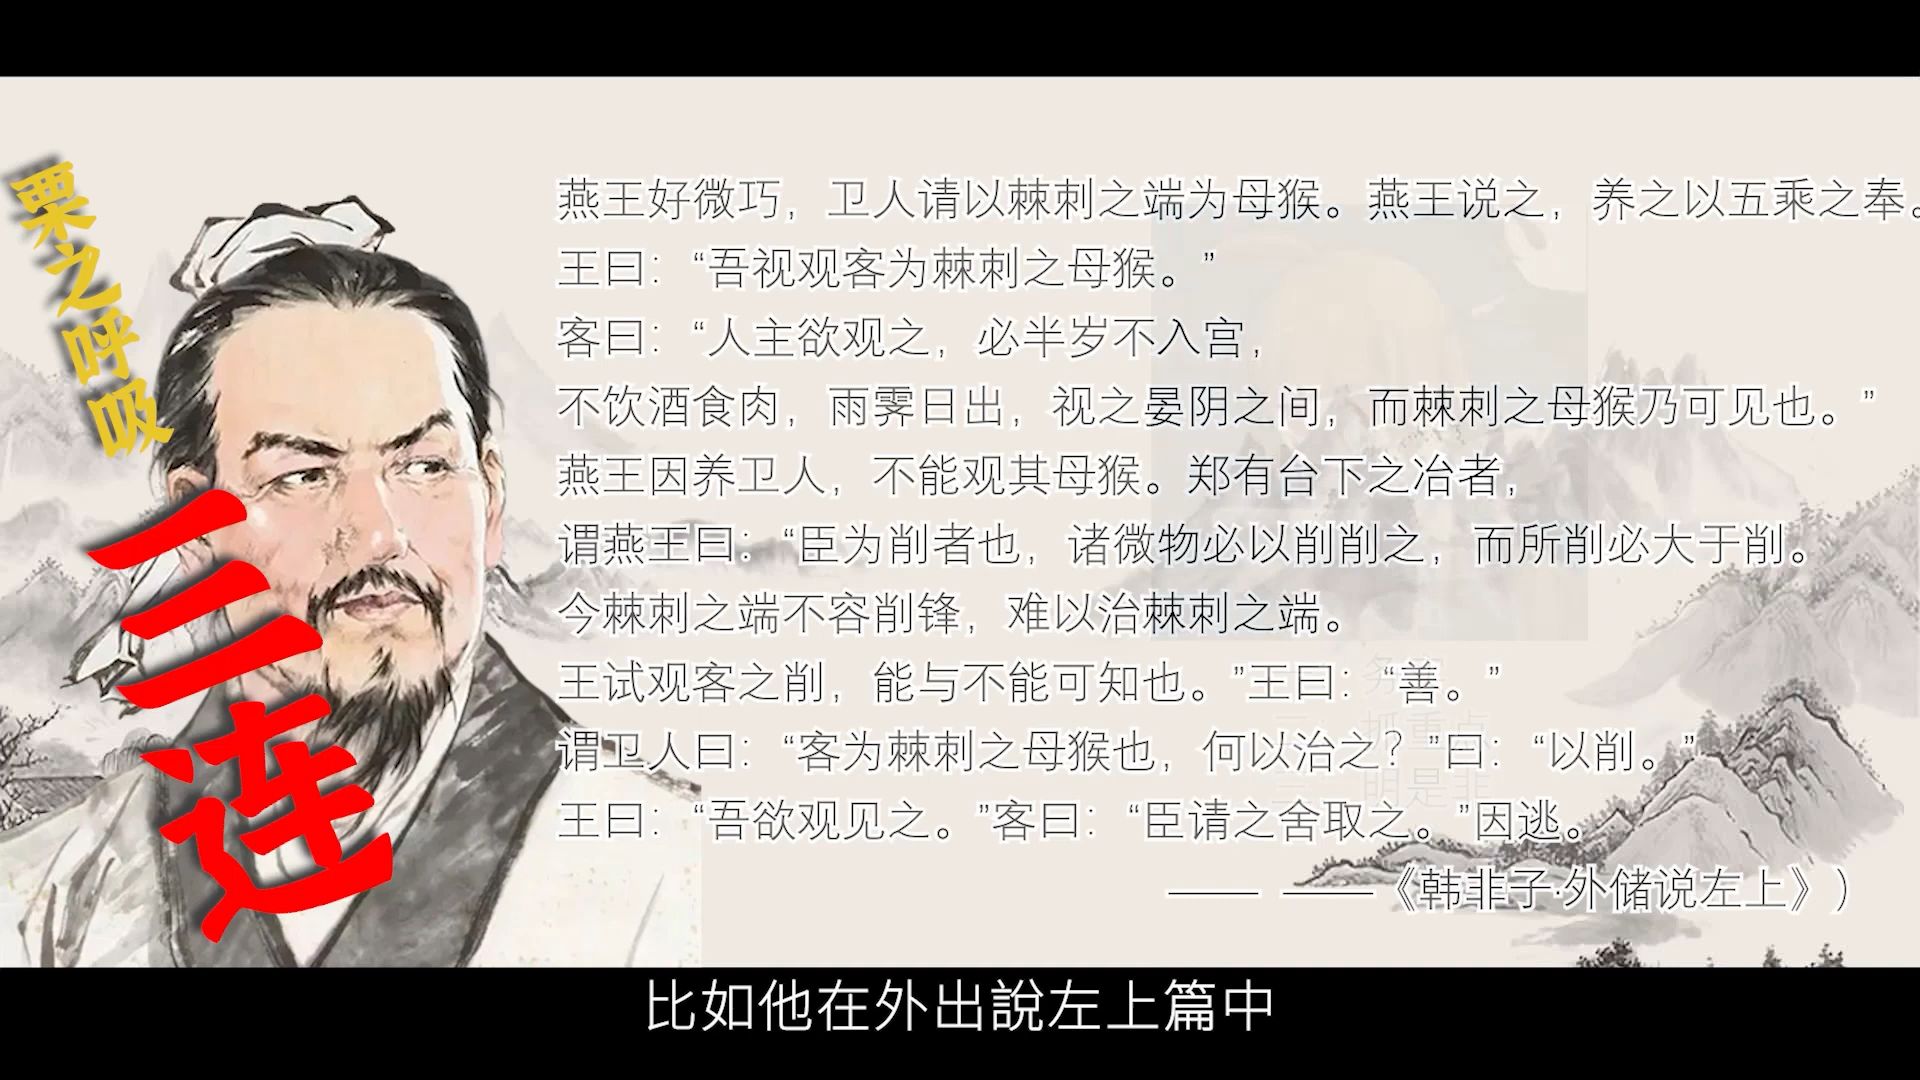 栗之呼吸
三连
燕王好微巧，卫人请以棘刺之端为母猴。燕王说之，养之以五乘之奉。
王曰：“吾视观客为棘刺之母猴。”
客曰：“人主欲观之，必半岁不入宫，
不饮酒食肉，雨霁日出，视之晏阴之间，而棘刺之母猴乃可见也。”
燕王因养卫人，不能观其母猴。郑有台下之冶者，
谓燕王曰：“臣为削者也，诸微物必以削削之，而所削必大于削。
今棘刺之端不容削锋，难以治棘刺之端。
王试观客之削，能与不能可知也。”王曰：“善。”
谓卫人曰：“客为棘刺之母猴也，何以治之？”曰：“以削。”
王曰：“吾欲观见之。”客曰：“臣请之舍取之。”因逃。
—— ——《韩非子·外储说左上》）
抓重点
明是非
比如他在外出說左上篇中